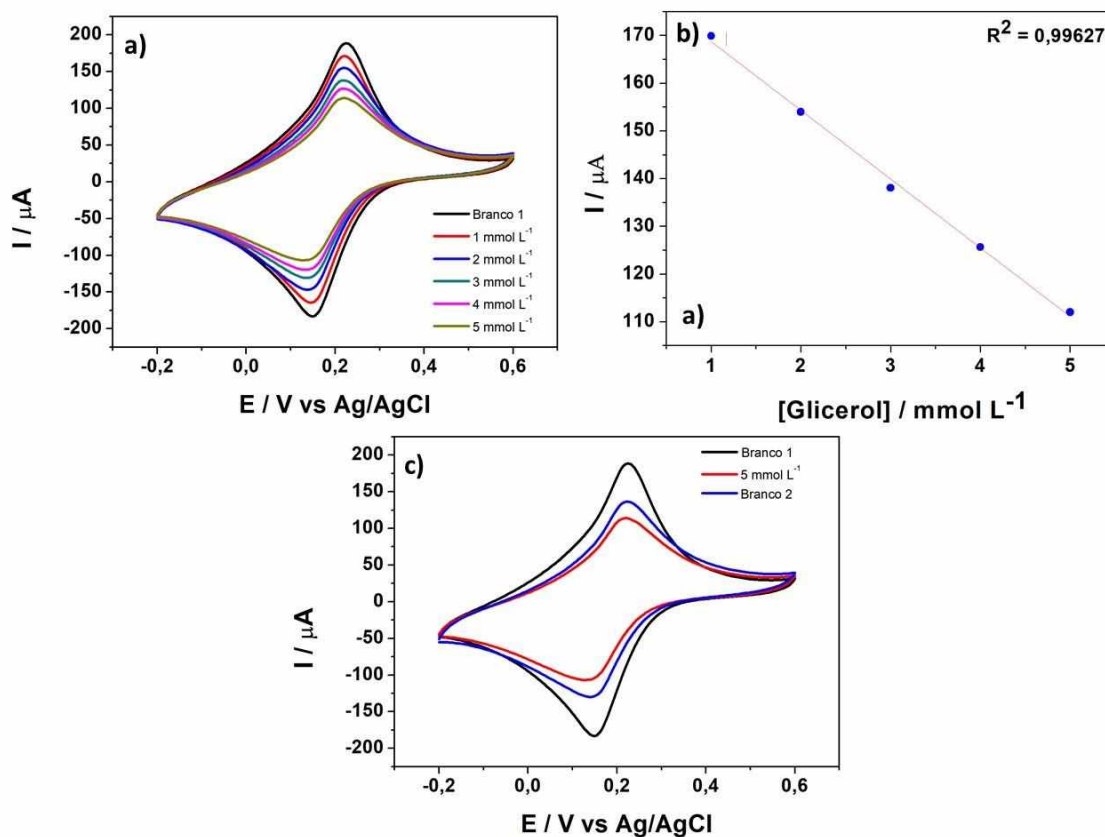 a)
200
150
100
50
0
-50
-100
-150
-200
I / µA
Branco 1
1 mmol L⁻¹
2 mmol L⁻¹
3 mmol L⁻¹
4 mmol L⁻¹
5 mmol L⁻¹
-0,2 0,0 0,2 0,4 0,6
E / V vs Ag/AgCl
b)
R² = 0,99627
170
160
150
140
130
120
110
I / µA
a)
1 2 3 4 5
[Glicerol] / mmol L⁻¹
c)
200
150
100
50
0
-50
-100
-150
-200
I / µA
Branco 1
5 mmol L⁻¹
Branco 2
-0,2 0,0 0,2 0,4 0,6
E / V vs Ag/AgCl